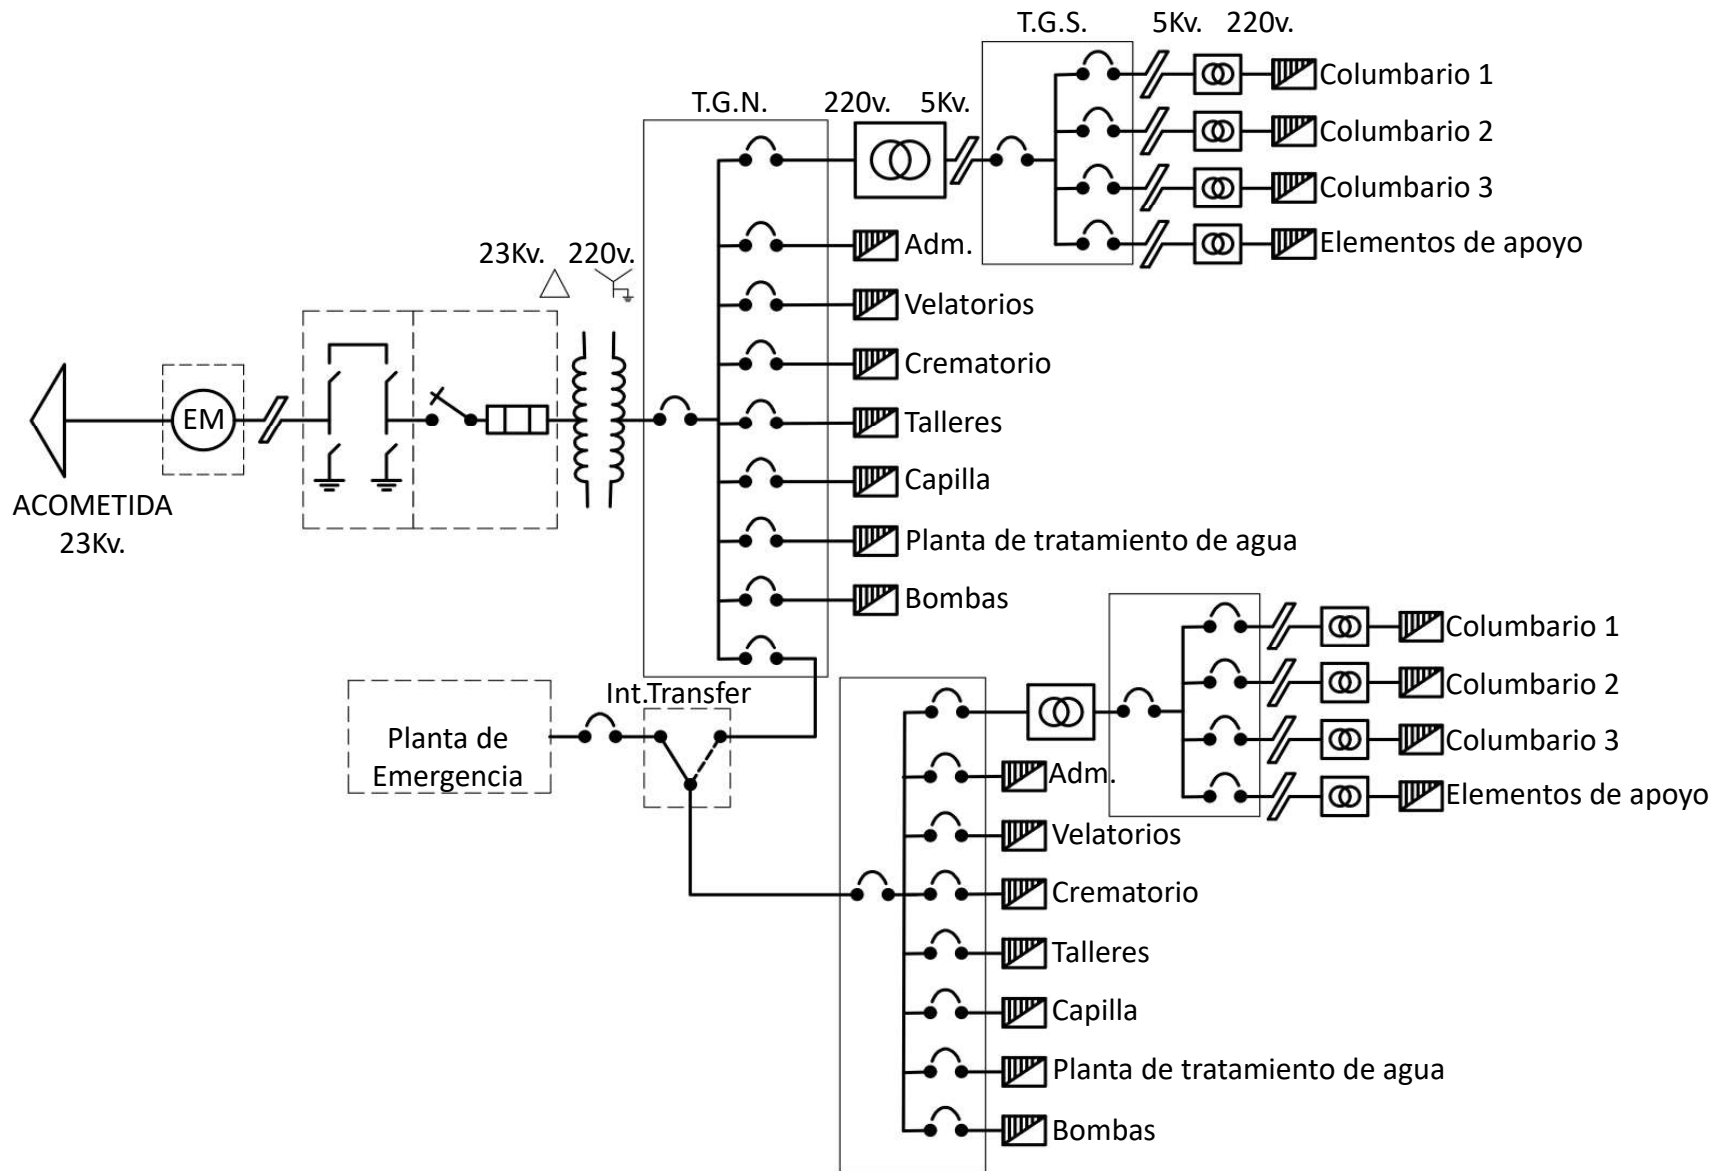 T.G.S.
5Kv.
220v.
Columbario 1
Columbario 2
Columbario 3
Elementos de apoyo
T.G.N.
220v.
5Kv.
Adm.
Velatorios
Crematorio
Talleres
Capilla
Planta de tratamiento de agua
Bombas
23Kv.
220v.
EM
ACOMETIDA
23Kv.
Int.Transfer
Planta de
Emergencia
Columbario 1
Columbario 2
Columbario 3
Elementos de apoyo
Adm.
Velatorios
Crematorio
Talleres
Capilla
Planta de tratamiento de agua
Bombas